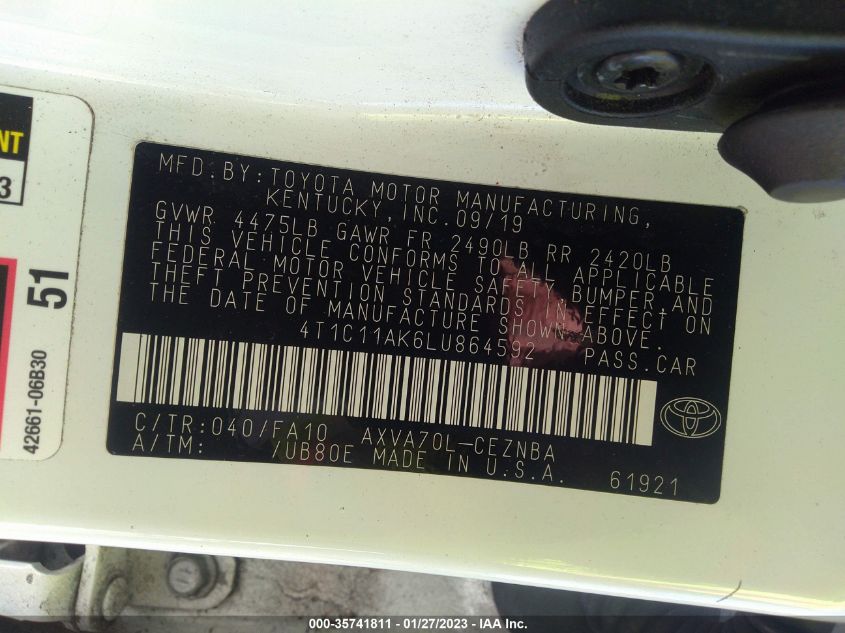 MFD.BY:TOYOTA MOTOR MANUFACTURING,
KENTUCKY,INC.09/19
GVWR 4475LB GAWR FR 2490LB RR 2420LB
THIS VEHICLE CONFORMS TO ALL APPLICABLE
FEDERAL MOTOR VEHICLE SAFETY,BUMPER,AND
THEFT PREVENTION STANDARDS IN EFFECT ON
THE DATE OF MANUFACTURE SHOWN ABOVE.
4T1C11AK6LU864592 PASS.CAR
C/TR:040/FA10 AXVA70L-CEZNBA
A/TM: /UB80E MADE IN U.S.A. 61921
NT
3
51
42661-06B30
000-35741811 — 01/27/2023 — IAA Inc.